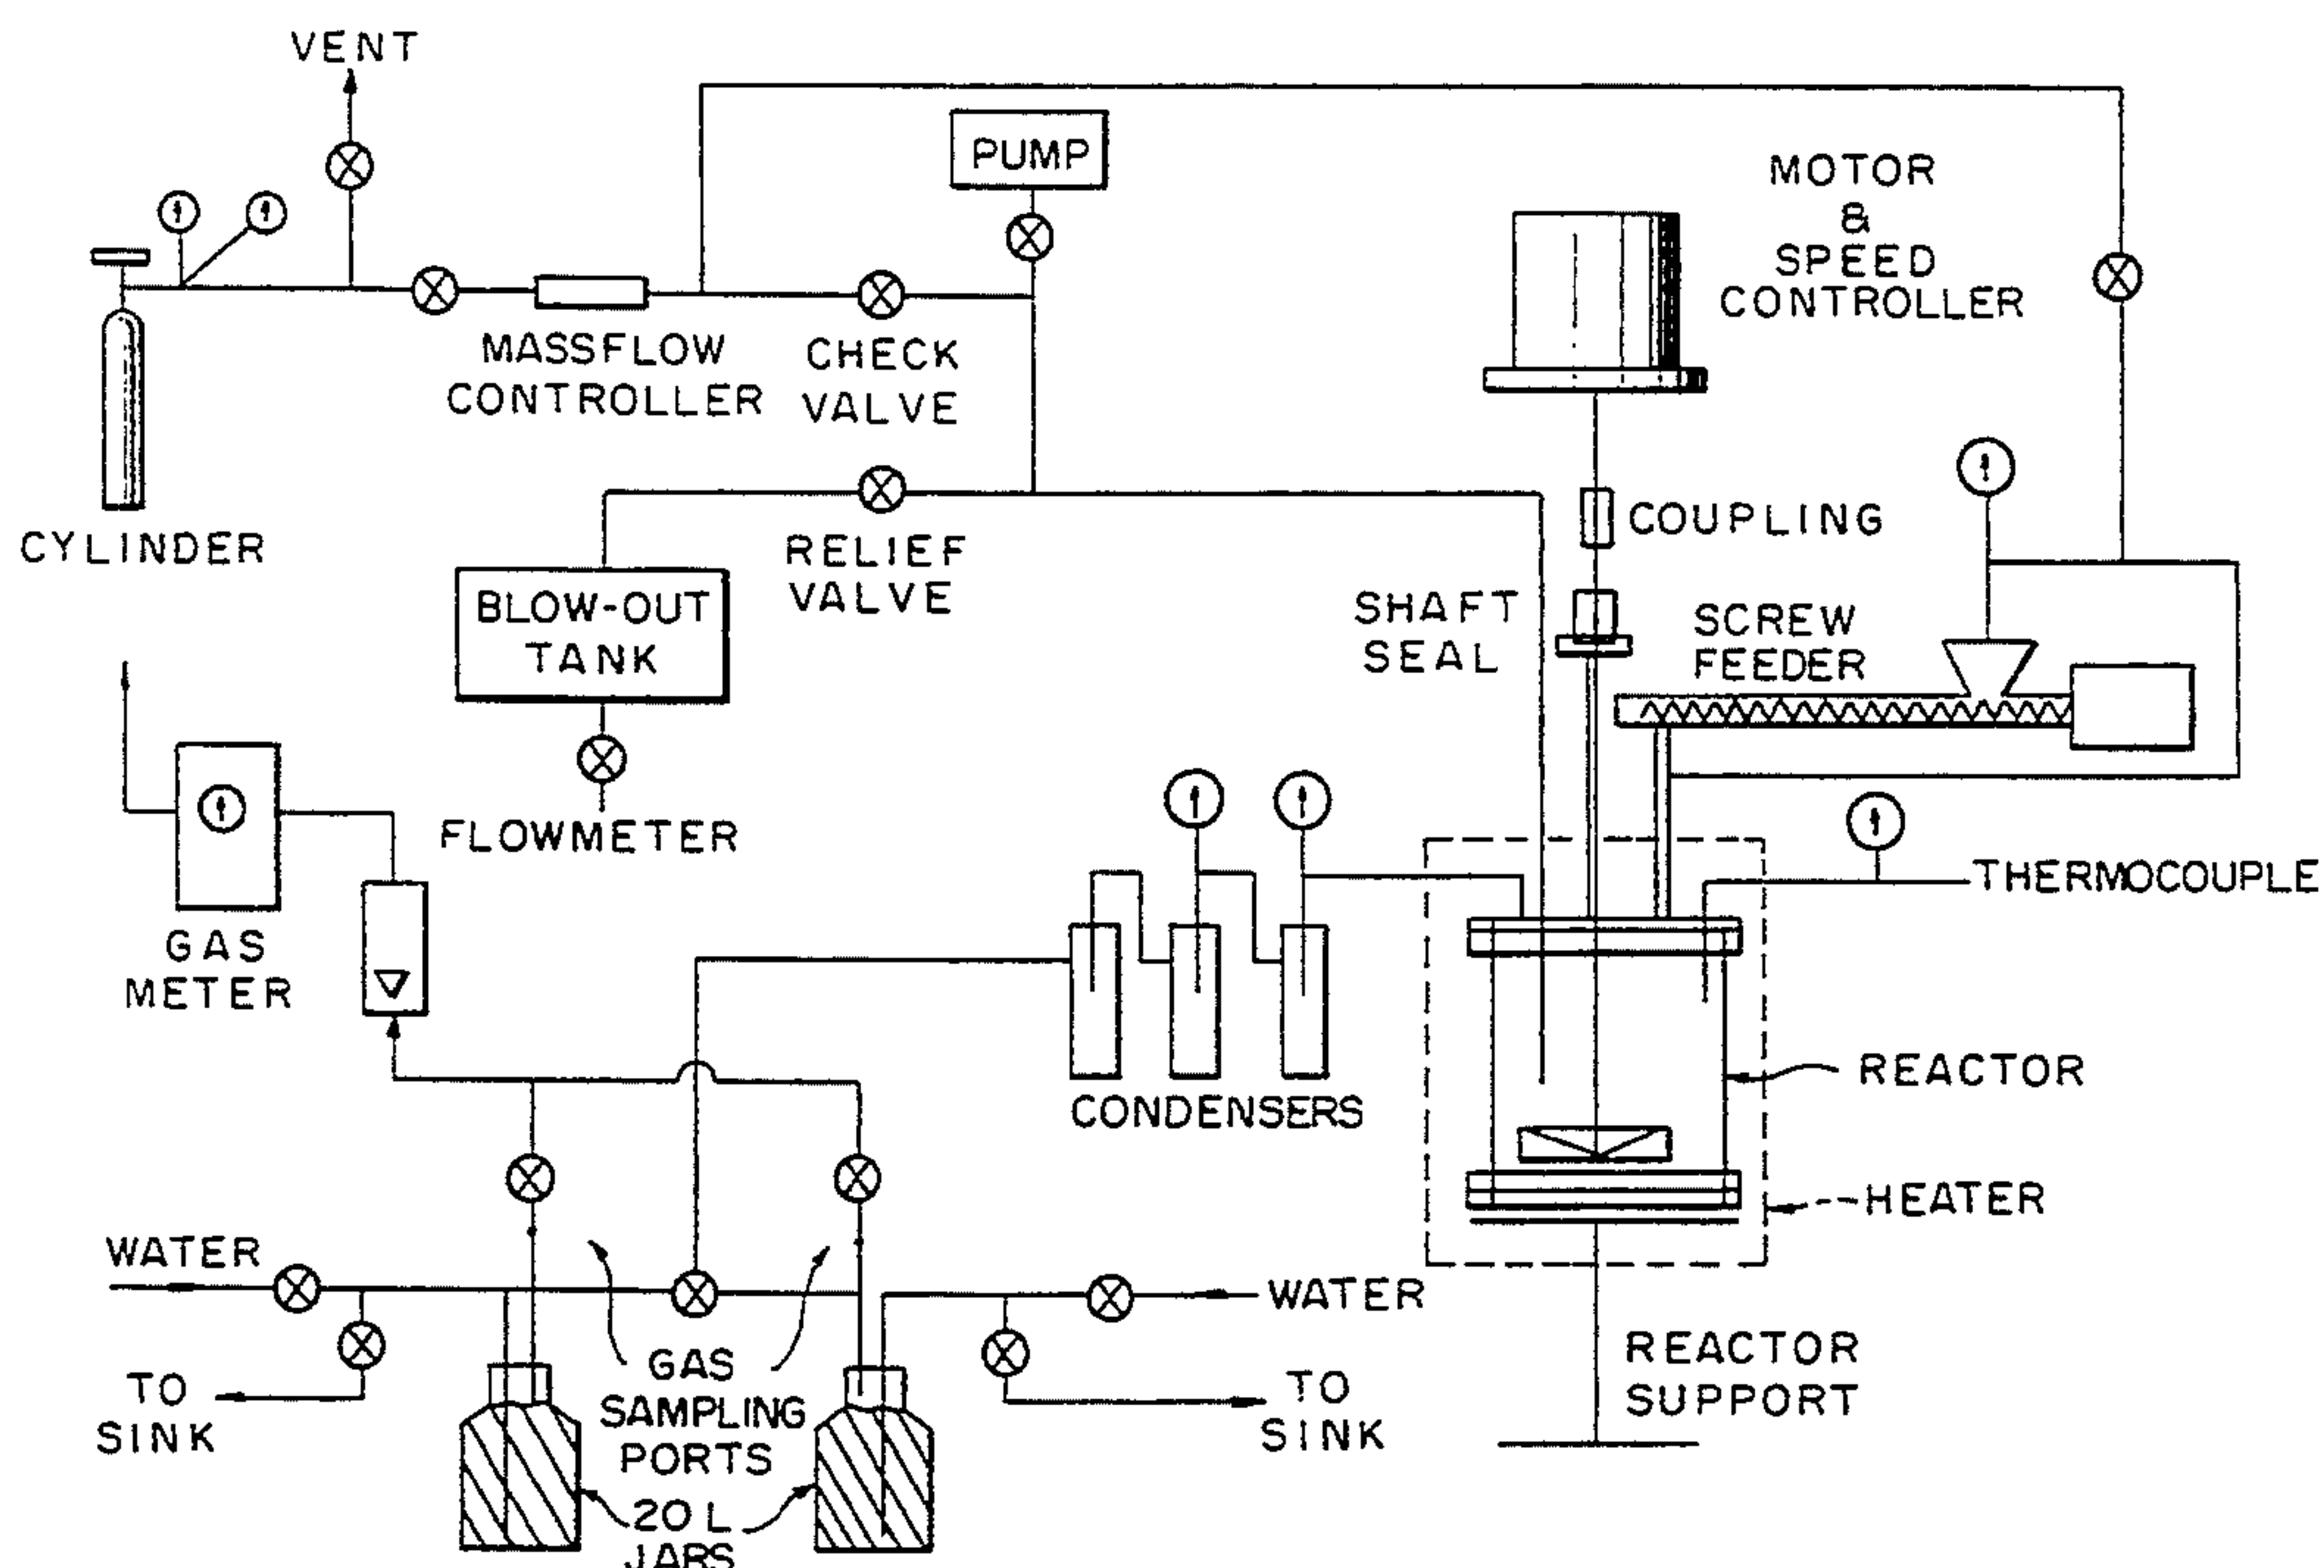 VENT
PUMP
MOTOR
&
SPEED
CONTROLLER
MASSFLOW
CONTROLLER
CHECK
VALVE
CYLINDER
COUPLING
RELIEF
VALVE
BLOW-OUT
TANK
SHAFT
SEAL
SCREW
FEEDER
FLOWMETER
THERMOCOUPLE
GAS
METER
REACTOR
CONDENSERS
HEATER
WATER
WATER
GAS
SAMPLING
PORTS
TO
SINK
TO
SINK
REACTOR
SUPPORT
20 L
JARS